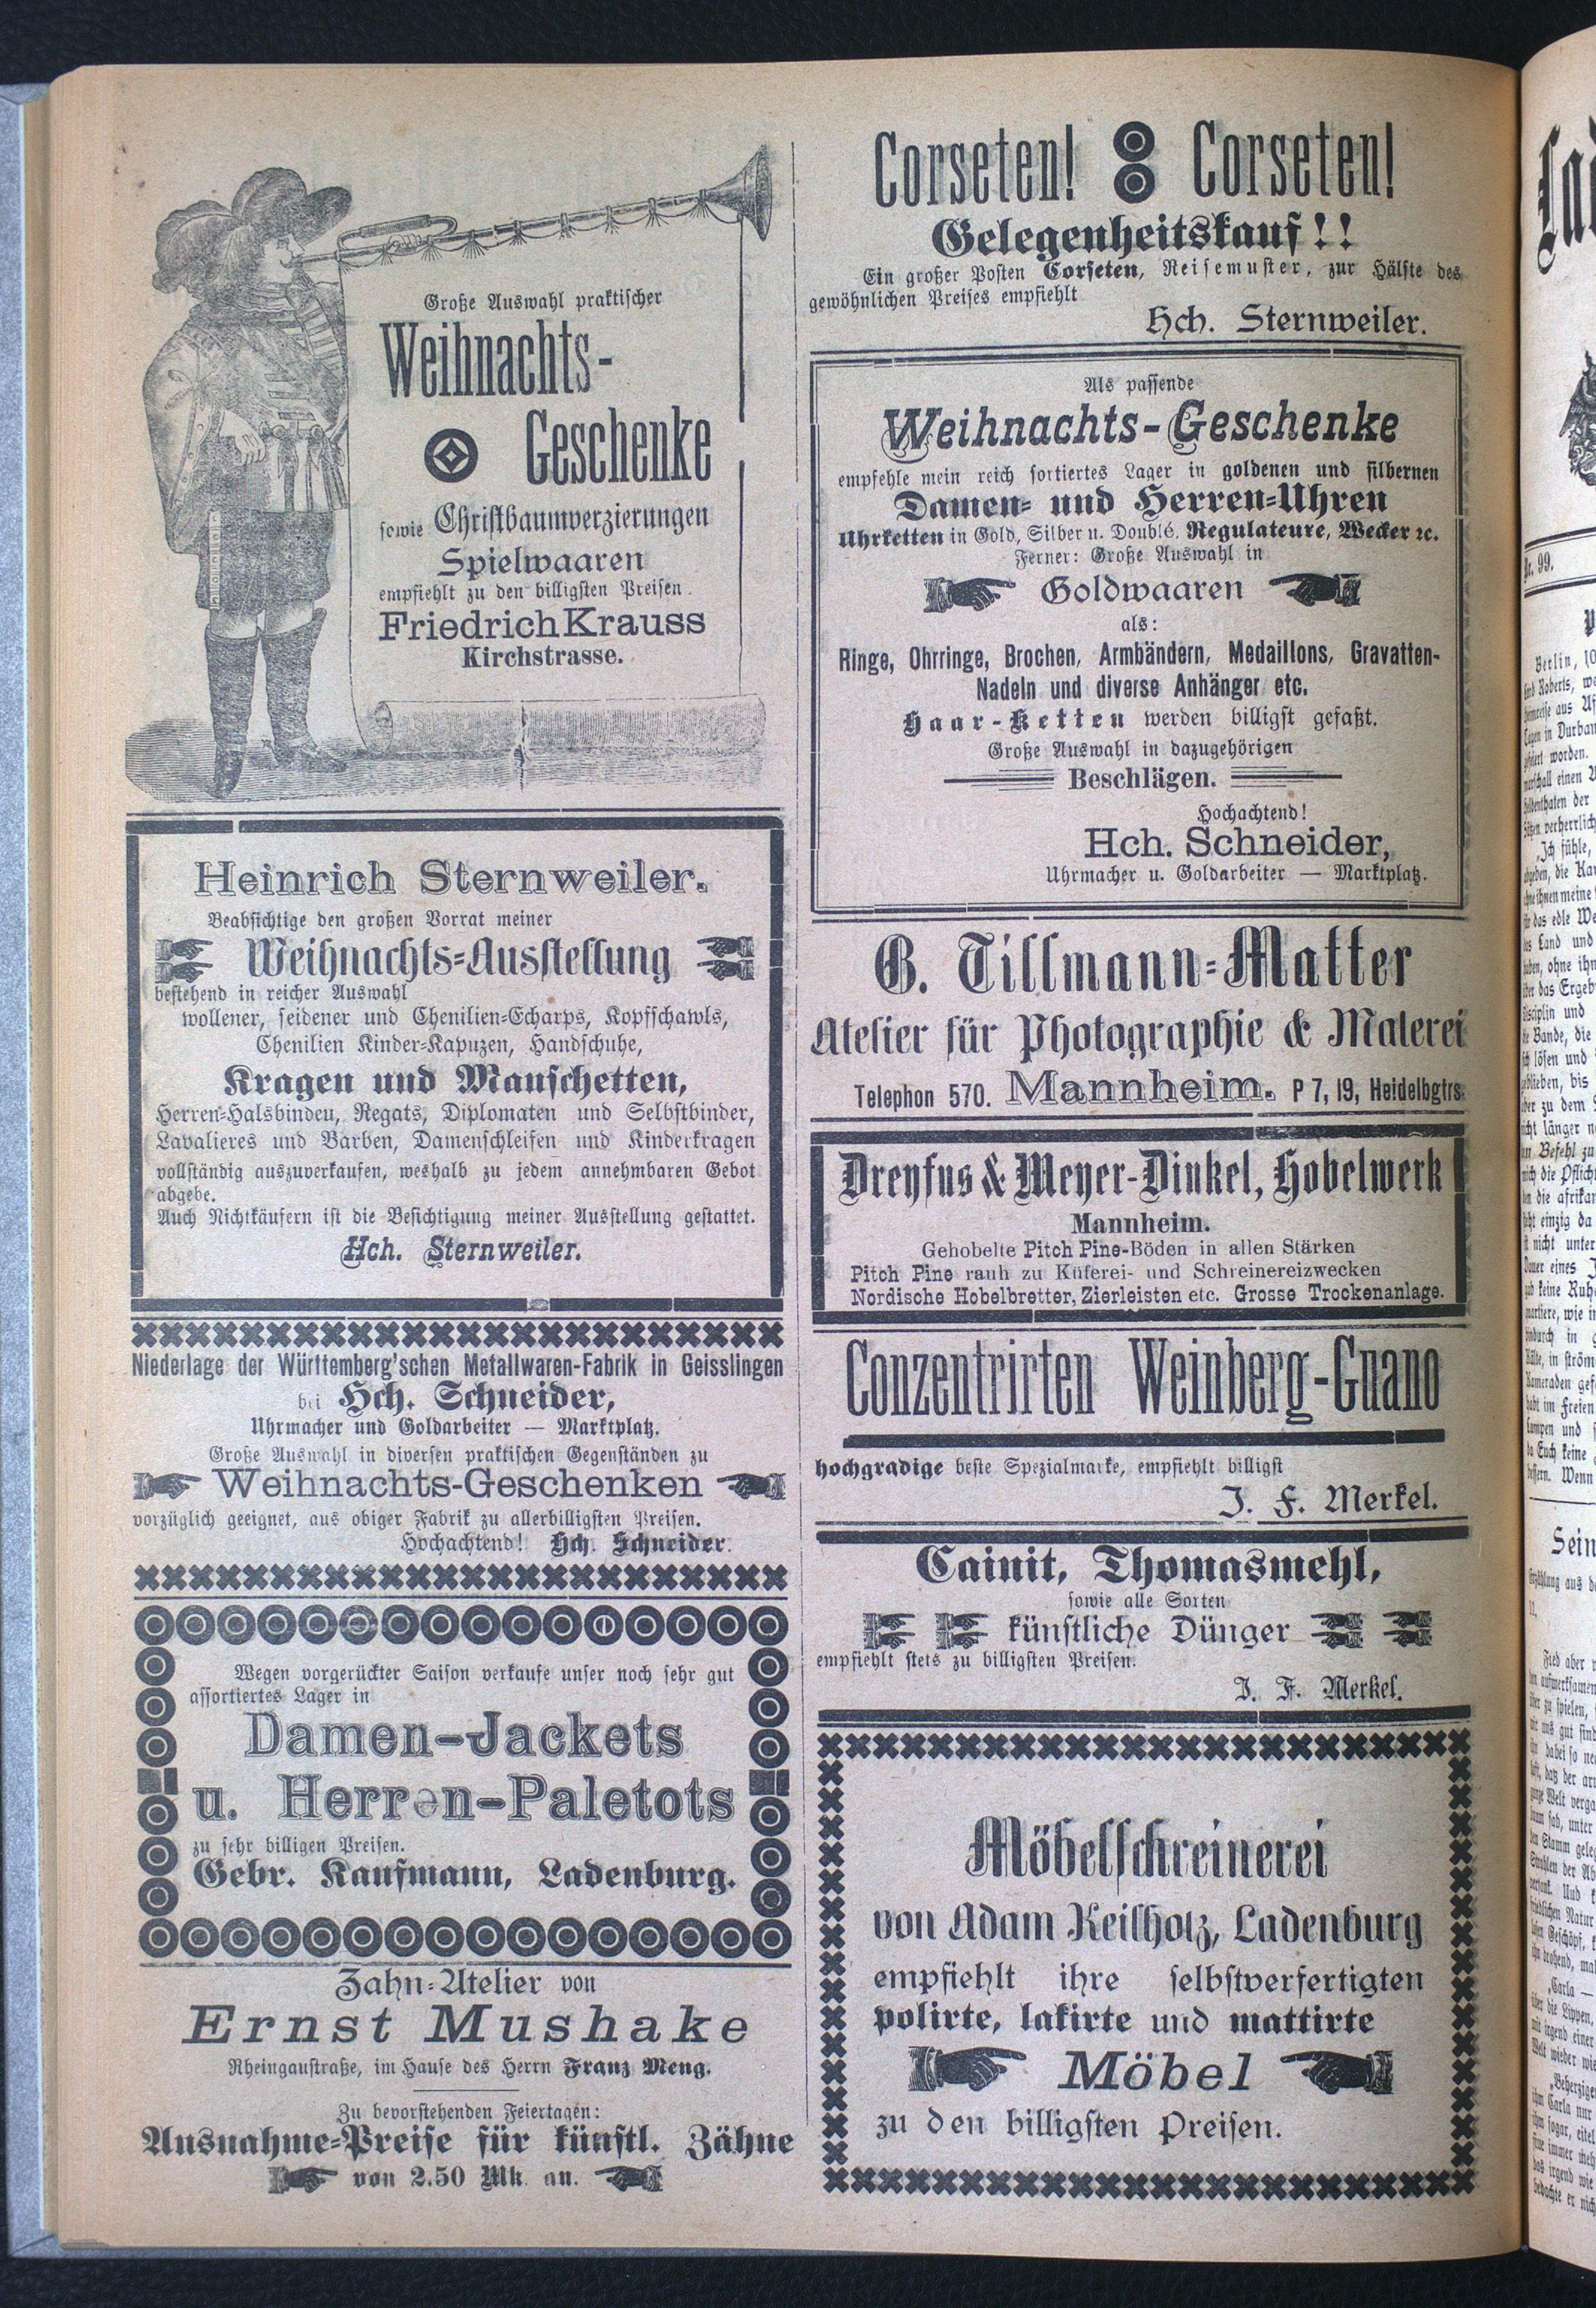 Große Auswahl praktischer
Weihnachts-
Geschenke
sowie Christbaumverzierungen
Spielwaaren
empfiehlt zu den billigsten Preisen.
Friedrich Krauss
Kirchstrasse.
Heinrich Sternweiler.
Beabsichtige den großen Vorrat meiner
Weihnachts-Ausstellung
bestehend in reicher Auswahl
wollener, seidener und Chenilien-Echarps, Kopfschawls,
Chenilien Kinder-Kapuzen, Handschuhe,
Kragen und Manschetten,
Herren-Halsbinden, Regats, Diplomaten und Selbstbinder,
Lavalieres und Barben, Damenschleifen und Kinderkragen
vollständig auszuverkaufen, weshalb zu jedem annehmbaren Gebot
abgebe.
Auch Nichtkäufern ist die Besichtigung meiner Ausstellung gestattet.
Hch. Sternweiler.
Niederlage der Württemberg'schen Metallwaren-Fabrik in Geisslingen
bei Hch. Schneider,
Uhrmacher und Goldarbeiter — Marktplatz.
Große Auswahl in diversen praktischen Gegenständen zu
Weihnachts-Geschenken
vorzüglich geeignet, aus obiger Fabrik zu allerbilligsten Preisen.
Hochachtend! Hch. Schneider.
Wegen vorgerückter Saison verkaufe unser noch sehr gut
assortiertes Lager in
Damen-Jackets
u. Herren-Paletots
zu sehr billigen Preisen.
Gebr. Kaufmann, Ladenburg.
Zahn-Atelier von
Ernst Mushake
Rheingaustraße, im Hause des Herrn Franz Meng.
Zu bevorstehenden Feiertagen:
Ausnahme-Preise für künstl. Zähne
von 2.50 Mk. an.
Corseten! Corseten!
Gelegenheitskauf!!
Ein großer Posten Corseten, Reisemuster, zur Hälfte des
gewöhnlichen Preises empfiehlt
Hch. Sternweiler.
Als passende
Weihnachts-Geschenke
empfehle mein reich sortiertes Lager in goldenen und silbernen
Damen- und Herren-Uhren
Uhrketten in Gold, Silber u. Doublé, Regulateure, Wecker ꝛc.
Ferner: Große Auswahl in
Goldwaaren
als:
Ringe, Ohrringe, Brochen, Armbändern, Medaillons, Gravatten-
Nadeln und diverse Anhänger etc.
Haar-Ketten werden billigst gefaßt.
Große Auswahl in dazugehörigen
Beschlägen.
Hochachtend!
Hch. Schneider,
Uhrmacher u. Goldarbeiter — Marktplatz.
G. Tillmann-Matter
Atelier für Photographie & Malerei
Telephon 570. Mannheim. P 7, 19, Heidelbgtrs.
Dreyfus & Meyer-Dinkel, Hobelwerk
Mannheim.
Gehobelte Pitch Pine-Böden in allen Stärken
Pitch Pine rauh zu Küferei- und Schreinereizwecken
Nordische Hobelbretter, Zierleisten etc. Grosse Trockenanlage.
Conzentrirten Weinberg-Guano
hochgradige beste Spezialmarke, empfiehlt billigst
J. F. Merkel.
Cainit, Thomasmehl,
sowie alle Sorten
künstliche Dünger
empfiehlt stets zu billigsten Preisen.
J. F. Merkel.
Möbelschreinerei
von Adam Keilholz, Ladenburg
empfiehlt ihre selbstverfertigten
polirte, lakirte und mattirte
Möbel
zu den billigsten Preisen.